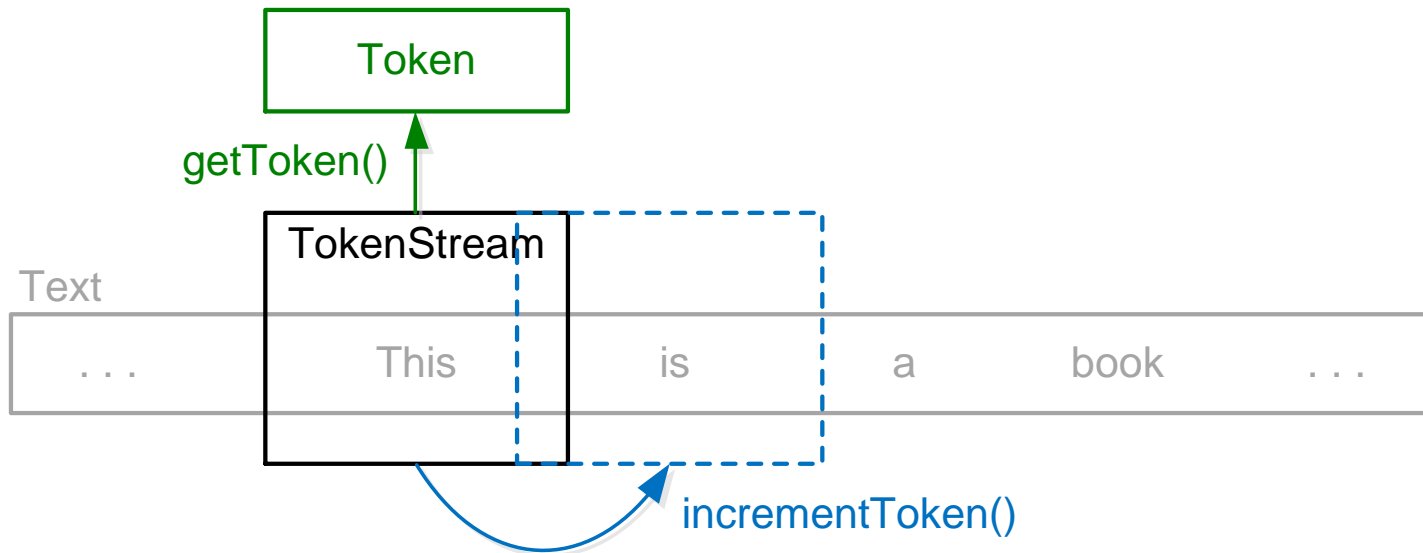 Token
getToken()
TokenStream
Text
. . . This is a book . . .
incrementToken()